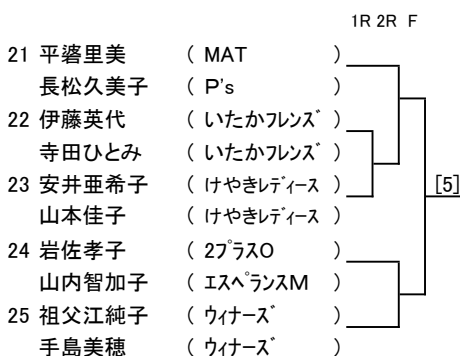 1R 2R F
21 平婆里美 ( MAT )
長松久美子 ( P's )
22 伊藤英代 ( いたかフレンズ )
寺田ひとみ ( いたかフレンズ )
23 安井亜希子 ( けやきレディース )
[5]
山本佳子 ( けやきレディース )
24 岩佐孝子 ( 2プラスO )
山内智加子 ( エスペランスM )
25 祖父江純子 ( ウィナーズ )
手島美穂 ( ウィナーズ )